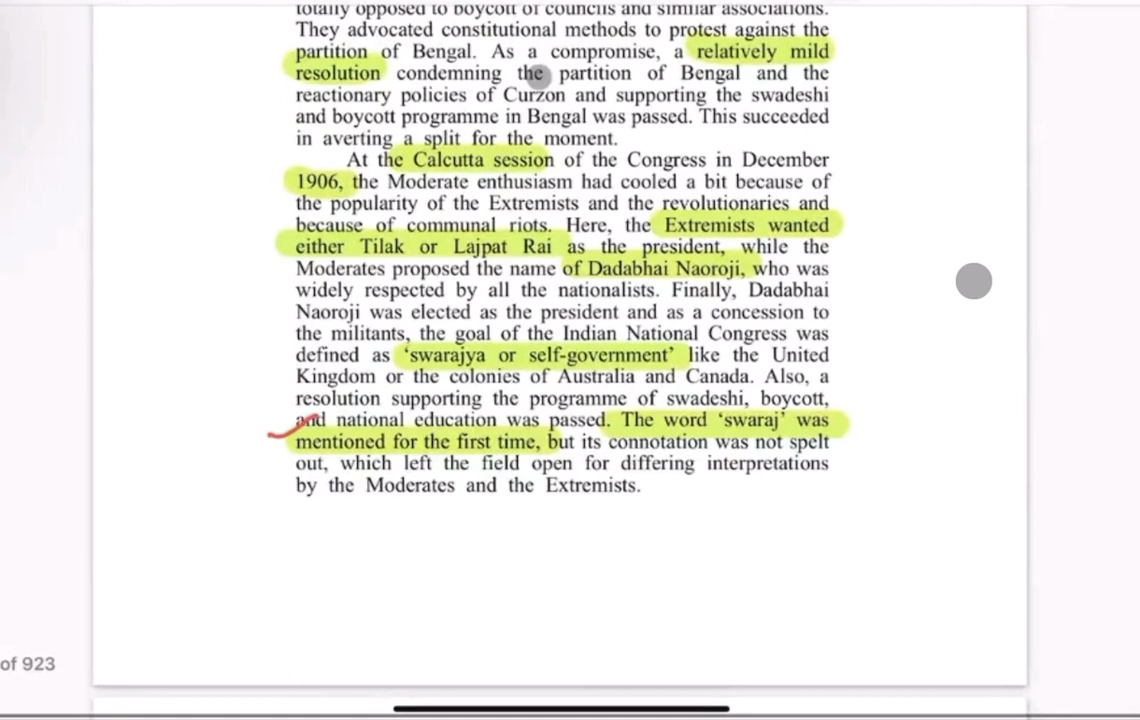 totally opposed to boycott of councils and similar associations.
They advocated constitutional methods to protest against the
partition of Bengal. As a compromise, a relatively mild
resolution condemning the partition of Bengal and the
reactionary policies of Curzon and supporting the swadeshi
and boycott programme in Bengal was passed. This succeeded
in averting a split for the moment.
At the Calcutta session of the Congress in December
1906, the Moderate enthusiasm had cooled a bit because of
the popularity of the Extremists and the revolutionaries and
because of communal riots. Here, the Extremists wanted
either Tilak or Lajpat Rai as the president, while the
Moderates proposed the name of Dadabhai Naoroji, who was
widely respected by all the nationalists. Finally, Dadabhai
Naoroji was elected as the president and as a concession to
the militants, the goal of the Indian National Congress was
defined as ‘swarajya or self-government’ like the United
Kingdom or the colonies of Australia and Canada. Also, a
resolution supporting the programme of swadeshi, boycott,
and national education was passed. The word ‘swaraj’ was
mentioned for the first time, but its connotation was not spelt
out, which left the field open for differing interpretations
by the Moderates and the Extremists.
of 923